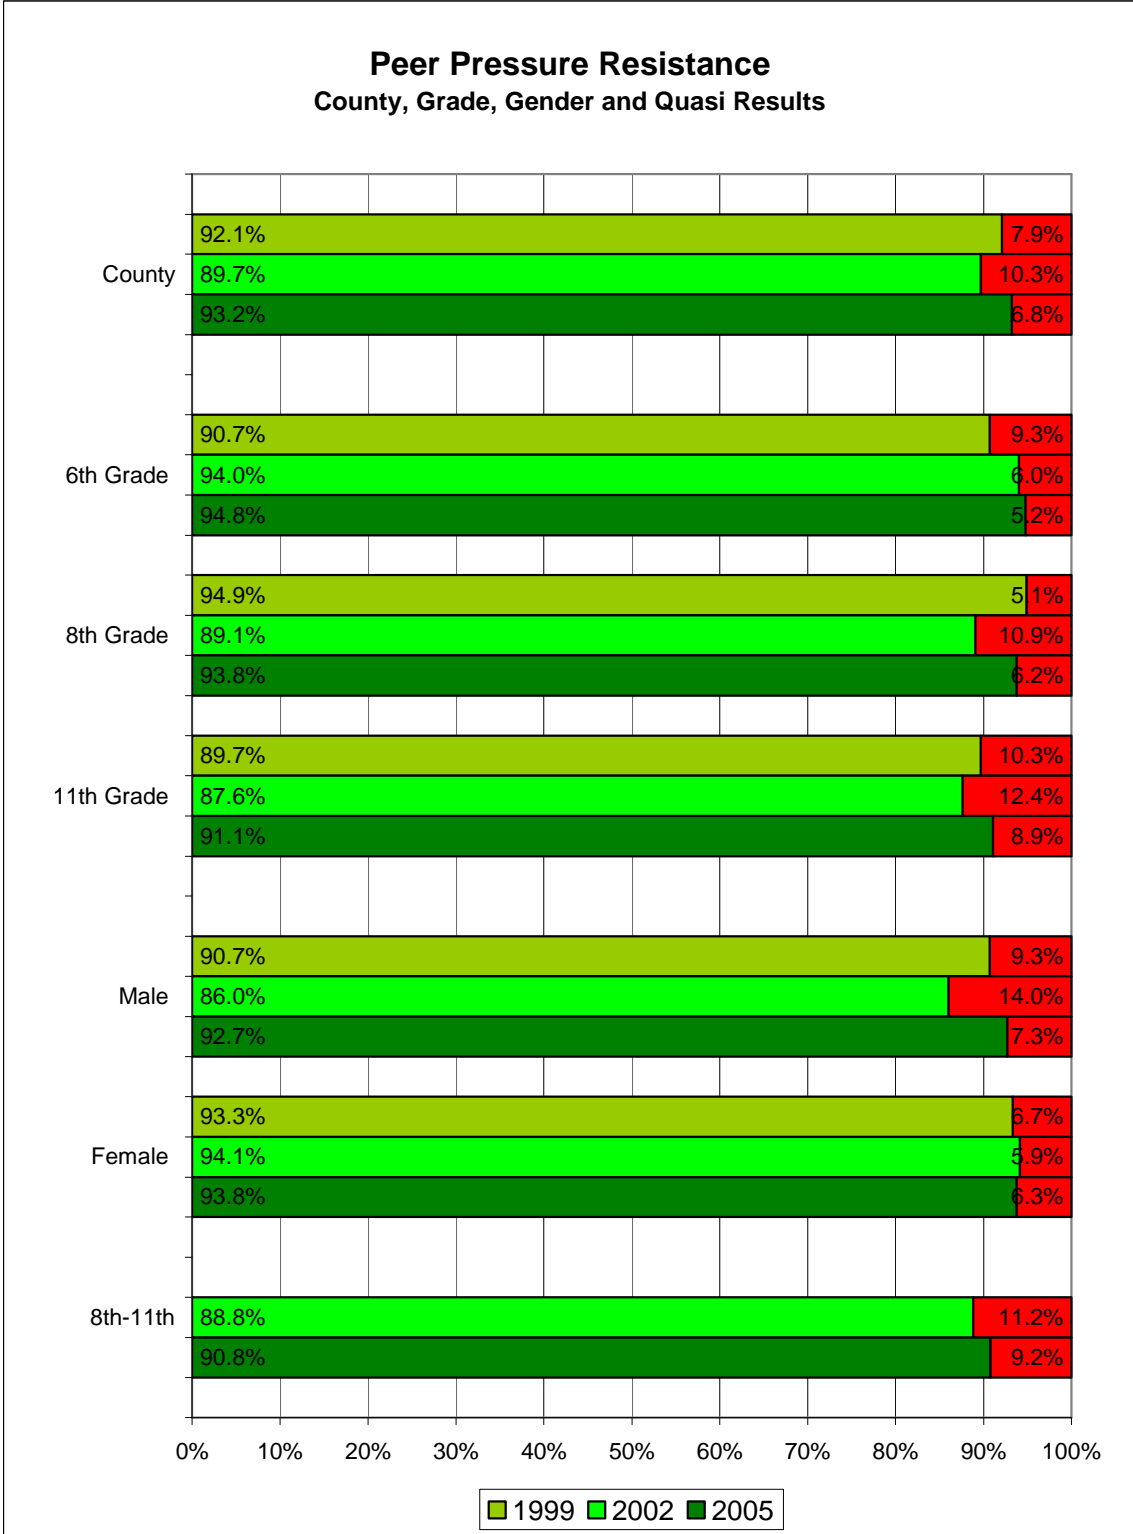 Peer Pressure Resistance
County, Grade, Gender and Quasi Results
92.1% 7.9%
County 89.7% 10.3%
93.2% 6.8%
90.7% 9.3%
6th Grade 94.0% 6.0%
94.8% 5.2%
94.9% 5.1%
8th Grade 89.1% 10.9%
93.8% 6.2%
89.7% 10.3%
11th Grade 87.6% 12.4%
91.1% 8.9%
90.7% 9.3%
Male 86.0% 14.0%
92.7% 7.3%
93.3% 6.7%
Female 94.1% 5.9%
93.8% 6.3%
8th-11th 88.8% 11.2%
90.8% 9.2%
0% 10% 20% 30% 40% 50% 60% 70% 80% 90% 100%
1999 2002 2005